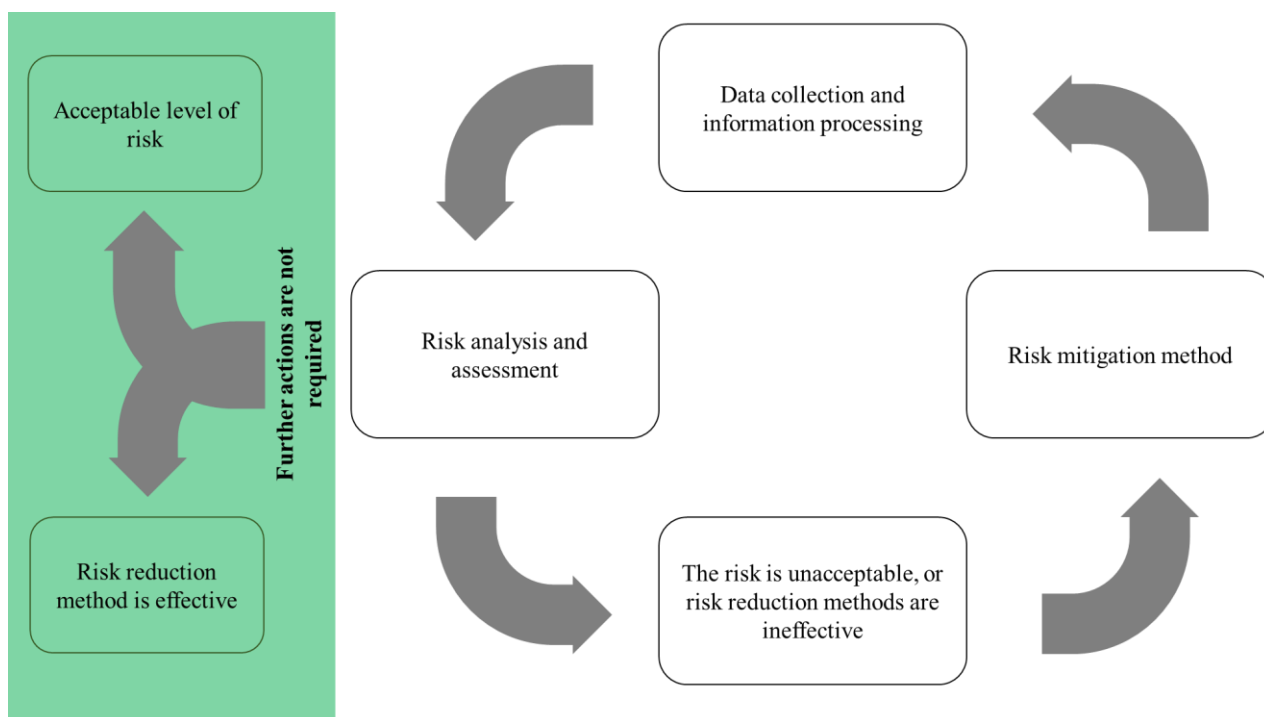 Acceptable level of
risk
Further actions are not
required
Risk reduction
method is effective
Data collection and
information processing
Risk analysis and
assessment
Risk mitigation method
The risk is unacceptable, or
risk reduction methods are
ineffective